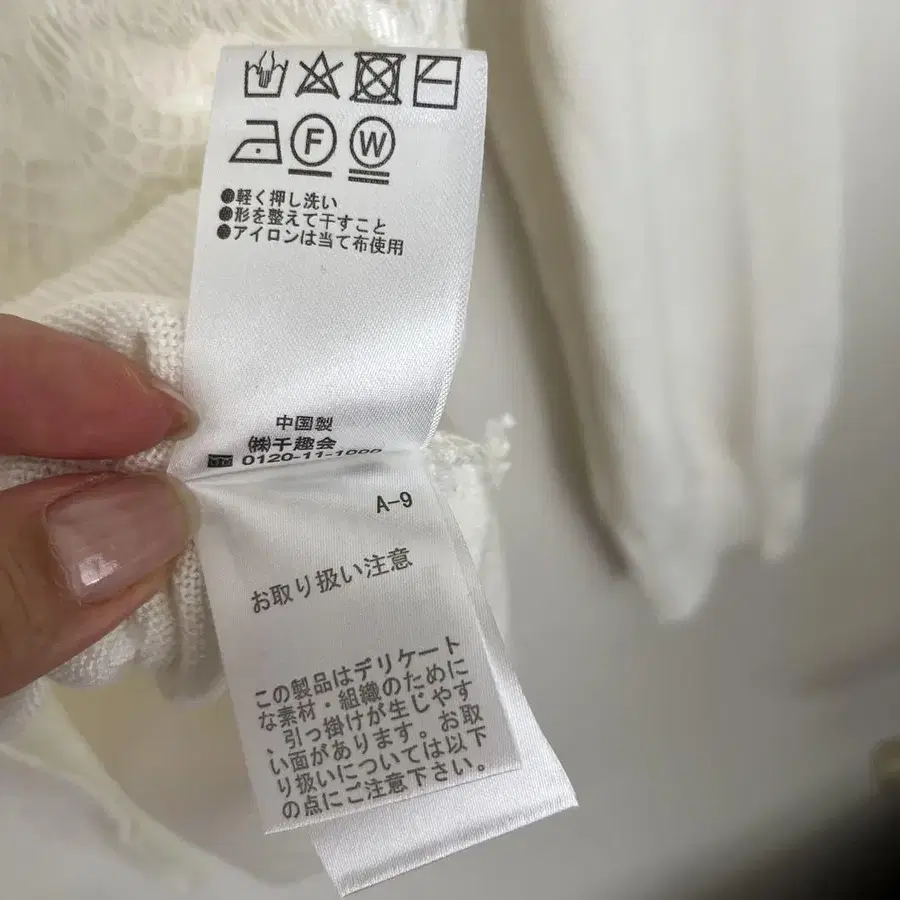 F W
●軽く押し洗い
●形を整えて干すこと
●アイロンは当て布使用
中国製
㈱千趣会
0120-11-1000
A-9
お取り扱い注意
この製品はデリケート
な素材・組織のために
、引っ掛けが生じやす
い面があります。お取
り扱いについては以下
の点にご注意下さい。